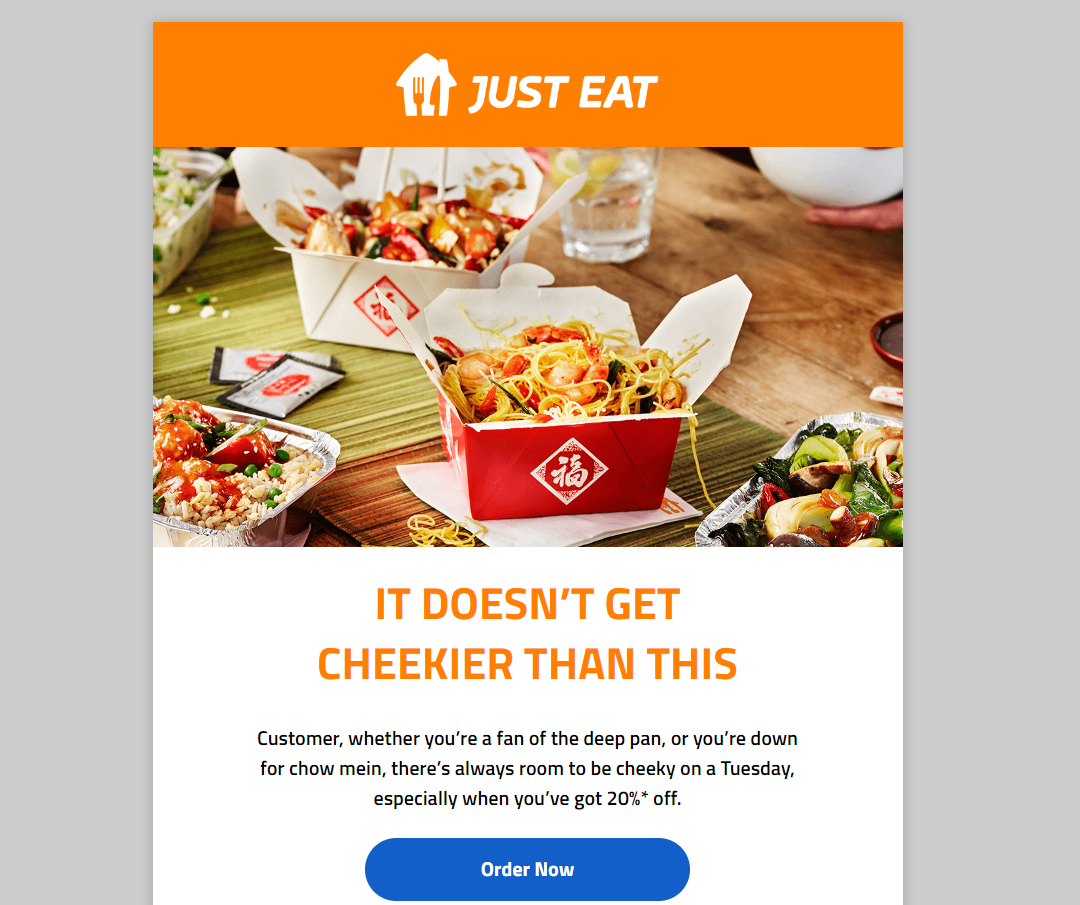 JUST EAT
福
福
IT DOESN’T GET
CHEEKIER THAN THIS
Customer, whether you’re a fan of the deep pan, or you’re down
for chow mein, there’s always room to be cheeky on a Tuesday,
especially when you’ve got 20%* off.
Order Now